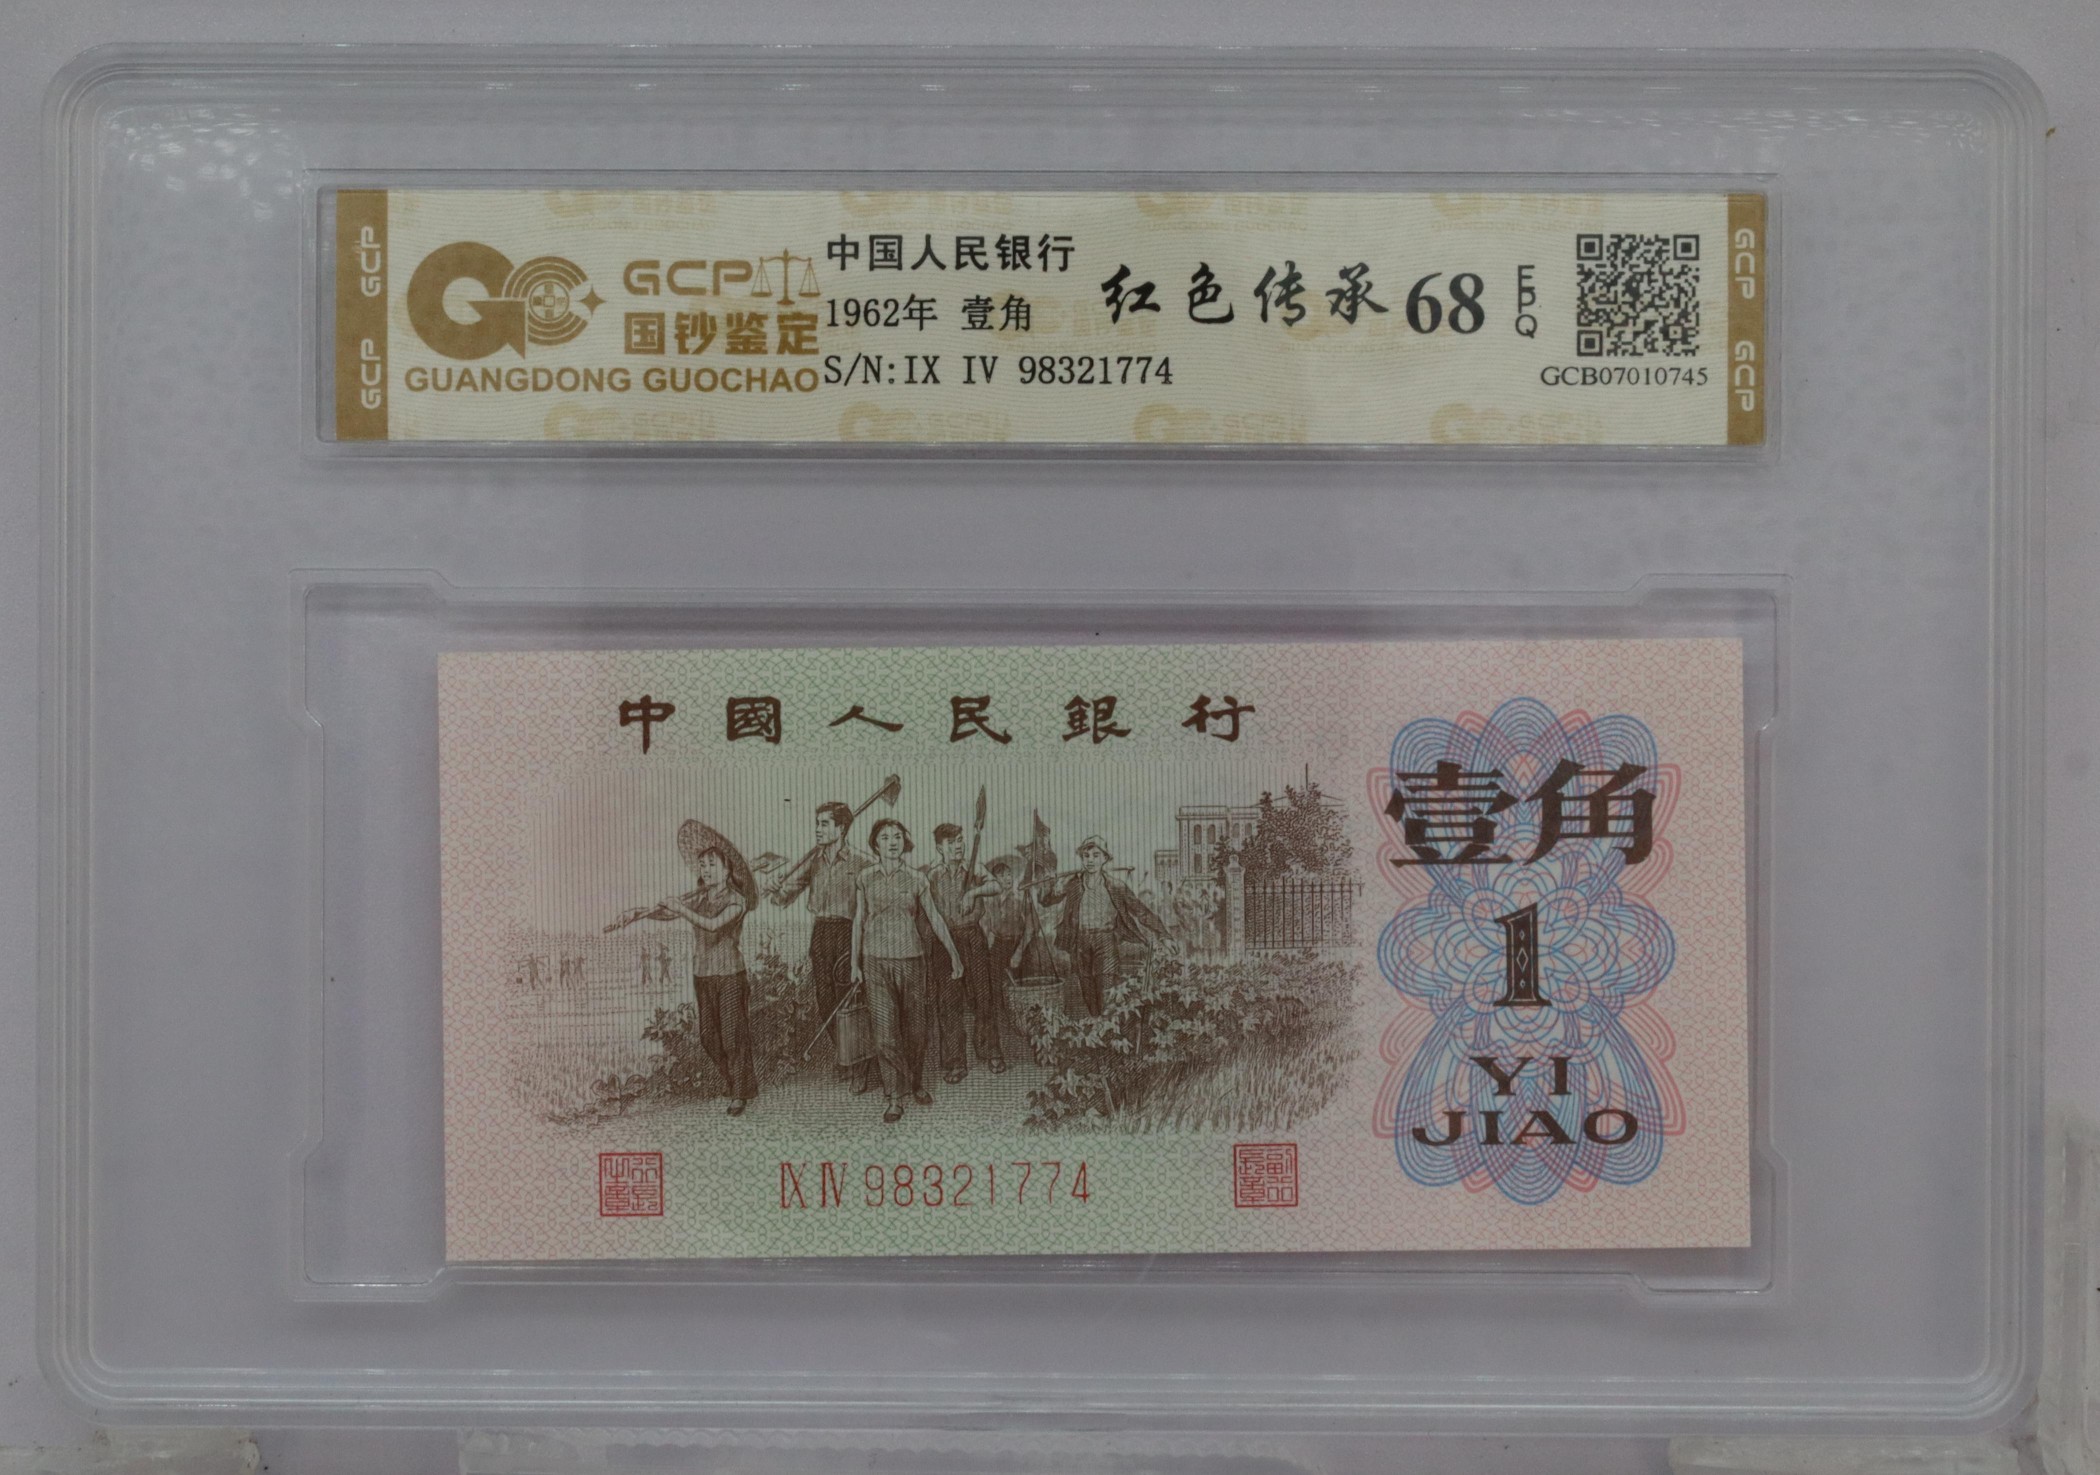 GCP
GCP
GCP
国钞鉴定
GUANGDONG GUOCHAO
中国人民银行
1962年 壹角
S/N:IX IV 98321774
红色传承
68
EPQ
GCB07010745
GCP
GCP
中國人民銀行
壹角
1
YI
JIAO
IX IV 98321774